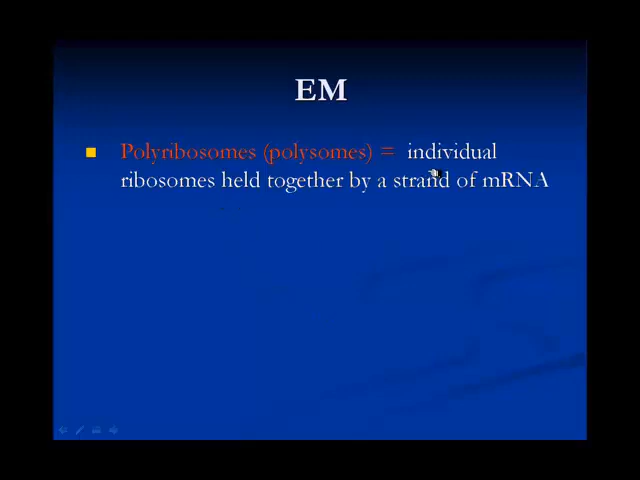 EM
Polyribosomes (polysomes) = individual
ribosomes held together by a strand of mRNA